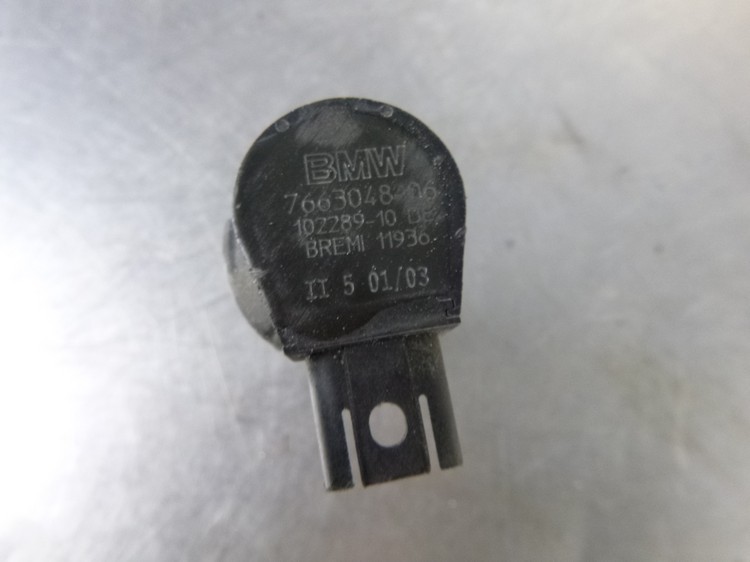 BMW
7663048-06
102289-10 DE
BREMI 11936
II 5 01/03